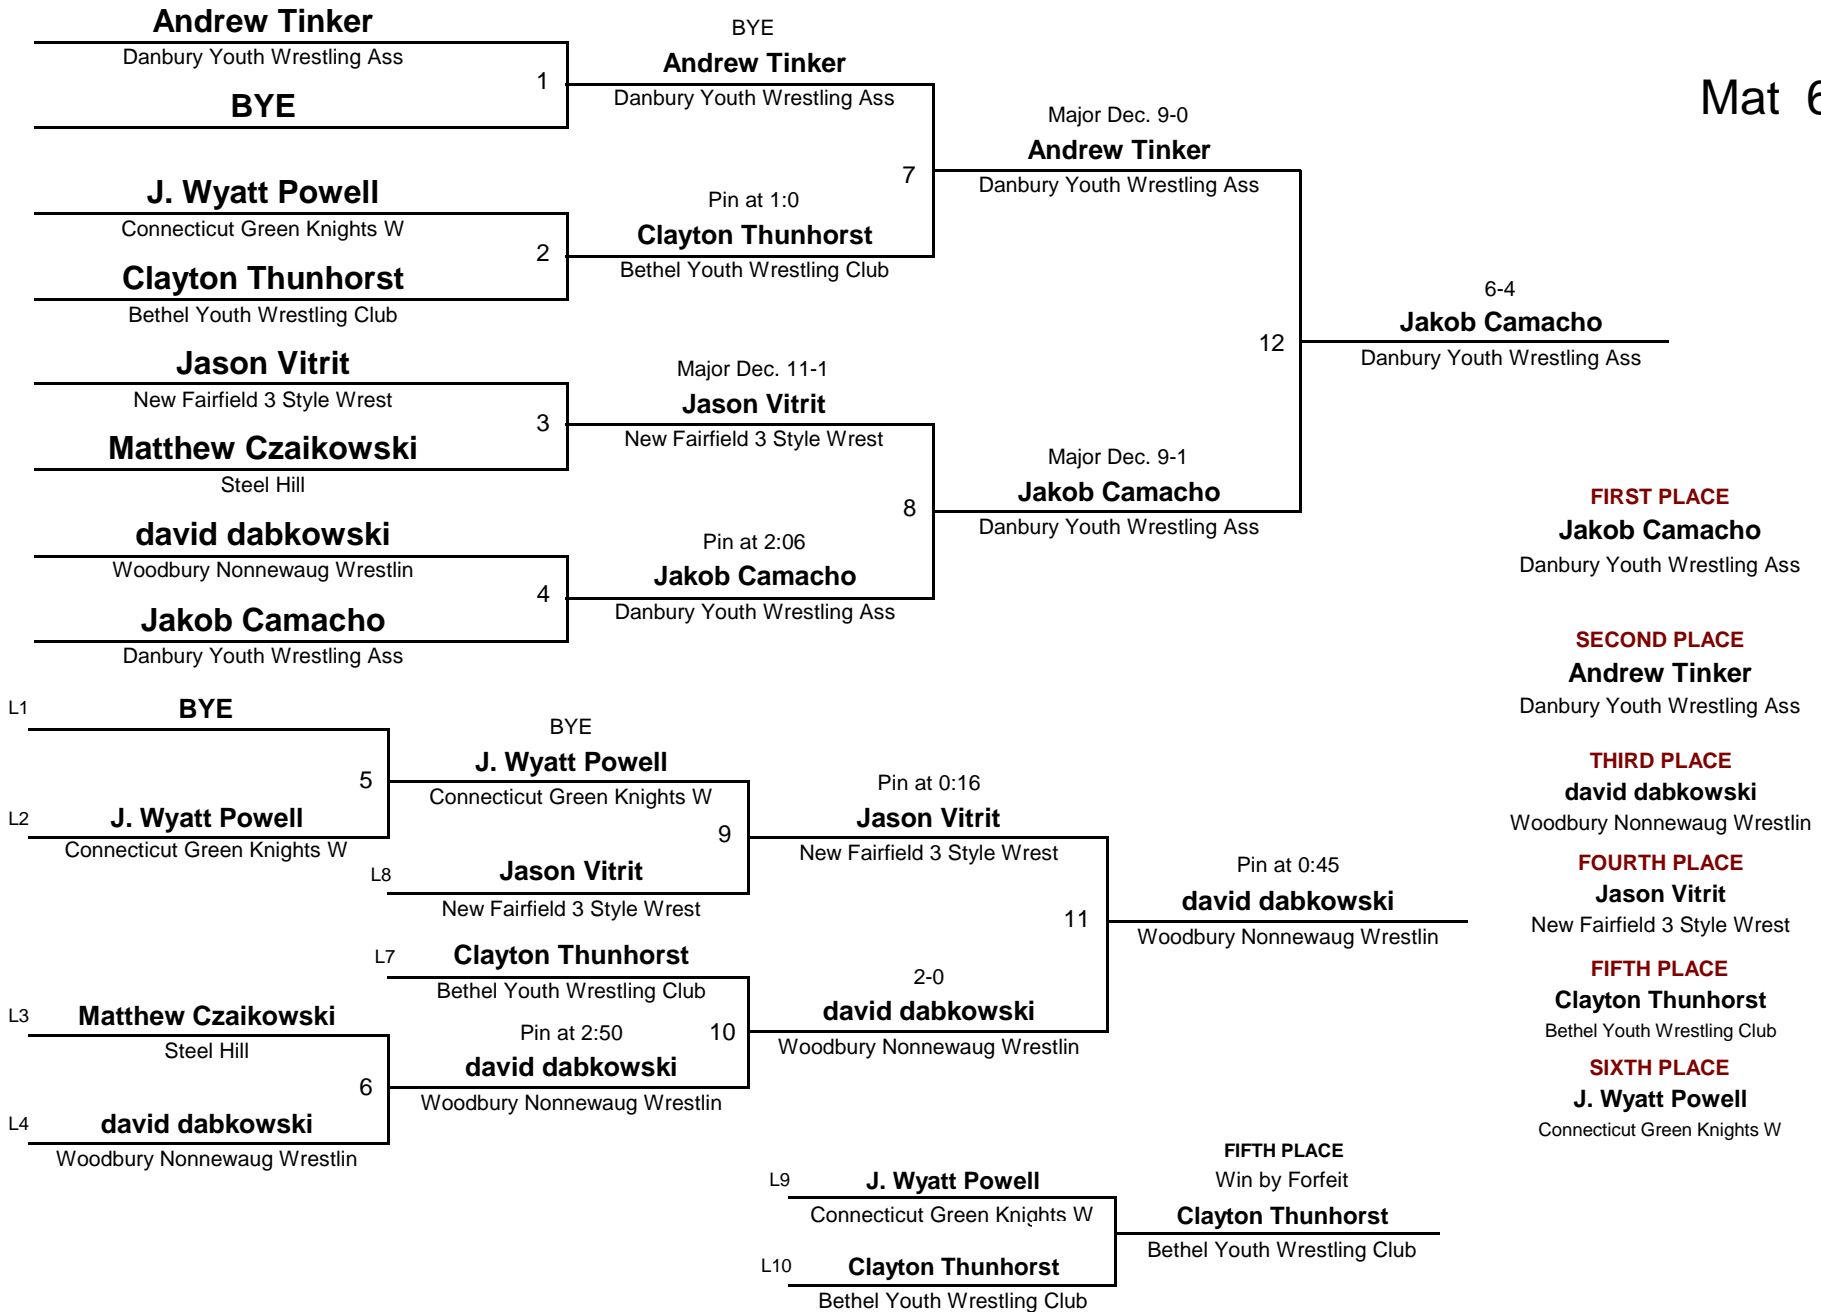 Andrew Tinker
Danbury Youth Wrestling Ass
1
BYE
BYE
Andrew Tinker
Danbury Youth Wrestling Ass
Mat 6
J. Wyatt Powell
Connecticut Green Knights W
2
Clayton Thunhorst
Bethel Youth Wrestling Club
Pin at 1:0
Clayton Thunhorst
Bethel Youth Wrestling Club
7
Major Dec. 9-0
Andrew Tinker
Danbury Youth Wrestling Ass
Jason Vitrit
New Fairfield 3 Style Wrest
3
Matthew Czaikowski
Steel Hill
Major Dec. 11-1
Jason Vitrit
New Fairfield 3 Style Wrest
david dabkowski
Woodbury Nonnewaug Wrestlin
4
Jakob Camacho
Danbury Youth Wrestling Ass
Pin at 2:06
Jakob Camacho
Danbury Youth Wrestling Ass
8
Major Dec. 9-1
Jakob Camacho
Danbury Youth Wrestling Ass
12
6-4
Jakob Camacho
Danbury Youth Wrestling Ass
FIRST PLACE
Jakob Camacho
Danbury Youth Wrestling Ass
SECOND PLACE
Andrew Tinker
Danbury Youth Wrestling Ass
THIRD PLACE
david dabkowski
Woodbury Nonnewaug Wrestlin
FOURTH PLACE
Jason Vitrit
New Fairfield 3 Style Wrest
FIFTH PLACE
Clayton Thunhorst
Bethel Youth Wrestling Club
SIXTH PLACE
J. Wyatt Powell
Connecticut Green Knights W
L1 BYE
5
L2 J. Wyatt Powell
Connecticut Green Knights W
BYE
J. Wyatt Powell
Connecticut Green Knights W
9
L8 Jason Vitrit
New Fairfield 3 Style Wrest
Pin at 0:16
Jason Vitrit
New Fairfield 3 Style Wrest
L7 Clayton Thunhorst
Bethel Youth Wrestling Club
L3 Matthew Czaikowski
Steel Hill
6
L4 david dabkowski
Woodbury Nonnewaug Wrestlin
Pin at 2:50
10
david dabkowski
Woodbury Nonnewaug Wrestlin
2-0
david dabkowski
Woodbury Nonnewaug Wrestlin
11
Pin at 0:45
david dabkowski
Woodbury Nonnewaug Wrestlin
L9 J. Wyatt Powell
Connecticut Green Knights W
L10 Clayton Thunhorst
Bethel Youth Wrestling Club
FIFTH PLACE
Win by Forfeit
Clayton Thunhorst
Bethel Youth Wrestling Club